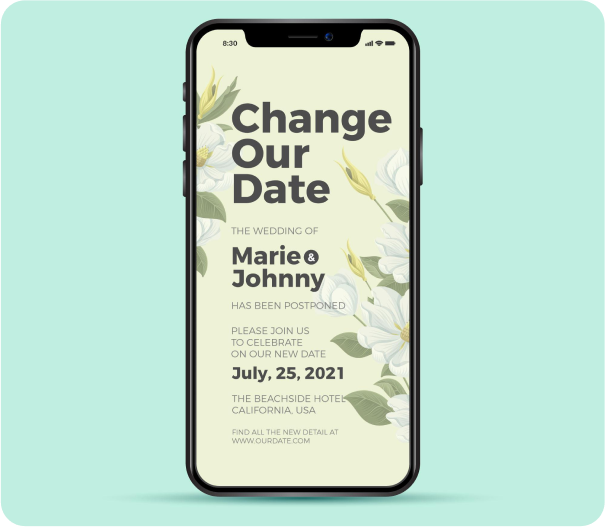 8:30
Change
Our
Date
THE WEDDING OF
Marie &
Johnny
HAS BEEN POSTPONED
PLEASE JOIN US
TO CELEBRATE
ON OUR NEW DATE
July, 25, 2021
THE BEACHSIDE HOTEL
CALIFORNIA, USA
FIND ALL THE NEW DETAIL AT
WWW.OURDATE.COM